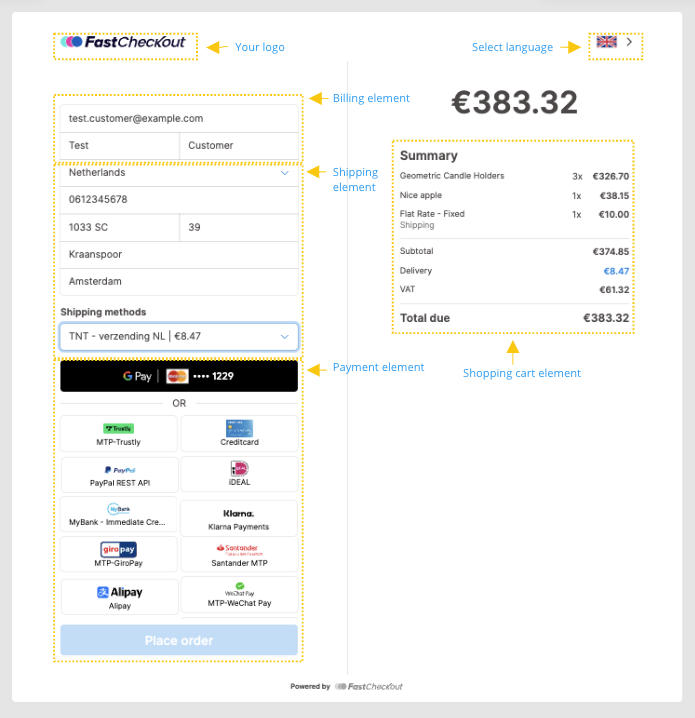 FastCheckout
Your logo
Select language
Billing element
€383.32
test.customer@example.com
Test Customer
Shipping element
Netherlands
0612345678
1033 SC 39
Kraanspoor
Amsterdam
Shipping methods
TNT - verzending NL | €8.47
Summary
Geometric Candle Holders 3x €326.70
Nice apple 1x €38.15
Flat Rate - Fixed 1x €10.00
Shipping
Subtotal €374.85
Delivery €8.47
VAT €61.32
Total due €383.32
Shopping cart element
Payment element
G Pay | •••• 1229
OR
Trustly
MTP-Trustly
Creditcard
PayPal
PayPal REST API
iDEAL
MyBank
MyBank - Immediate Cre...
Klarna.
Klarna Payments
giropay
MTP-GiroPay
Santander
Santander MTP
Alipay
Alipay
WeChat Pay
MTP-WeChat Pay
Place order
Powered by FastCheckout